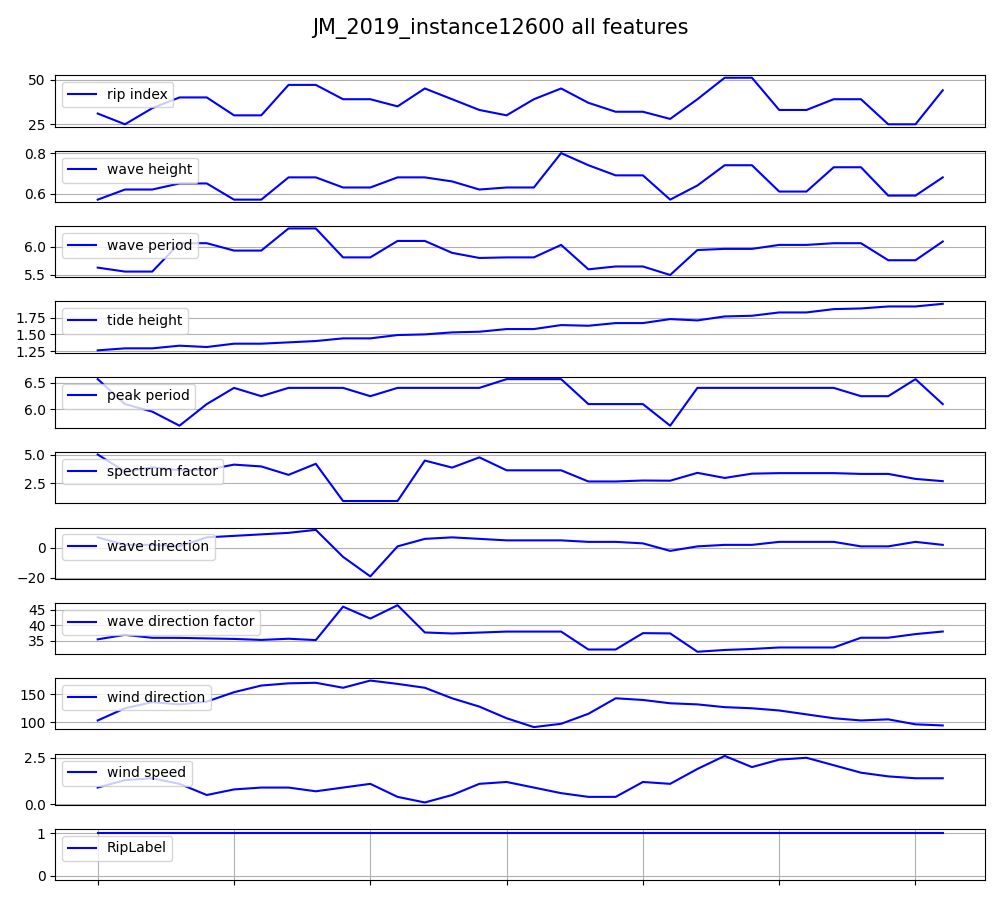 JM_2019_instance12600 all features
50
25
rip index
0.8
0.6
wave height
6.0
5.5
wave period
1.75
1.50
1.25
tide height
6.5
6.0
peak period
5.0
2.5
spectrum factor
0
−20
wave direction
45
40
35
wave direction factor
150
100
wind direction
2.5
0.0
wind speed
1
0
RipLabel